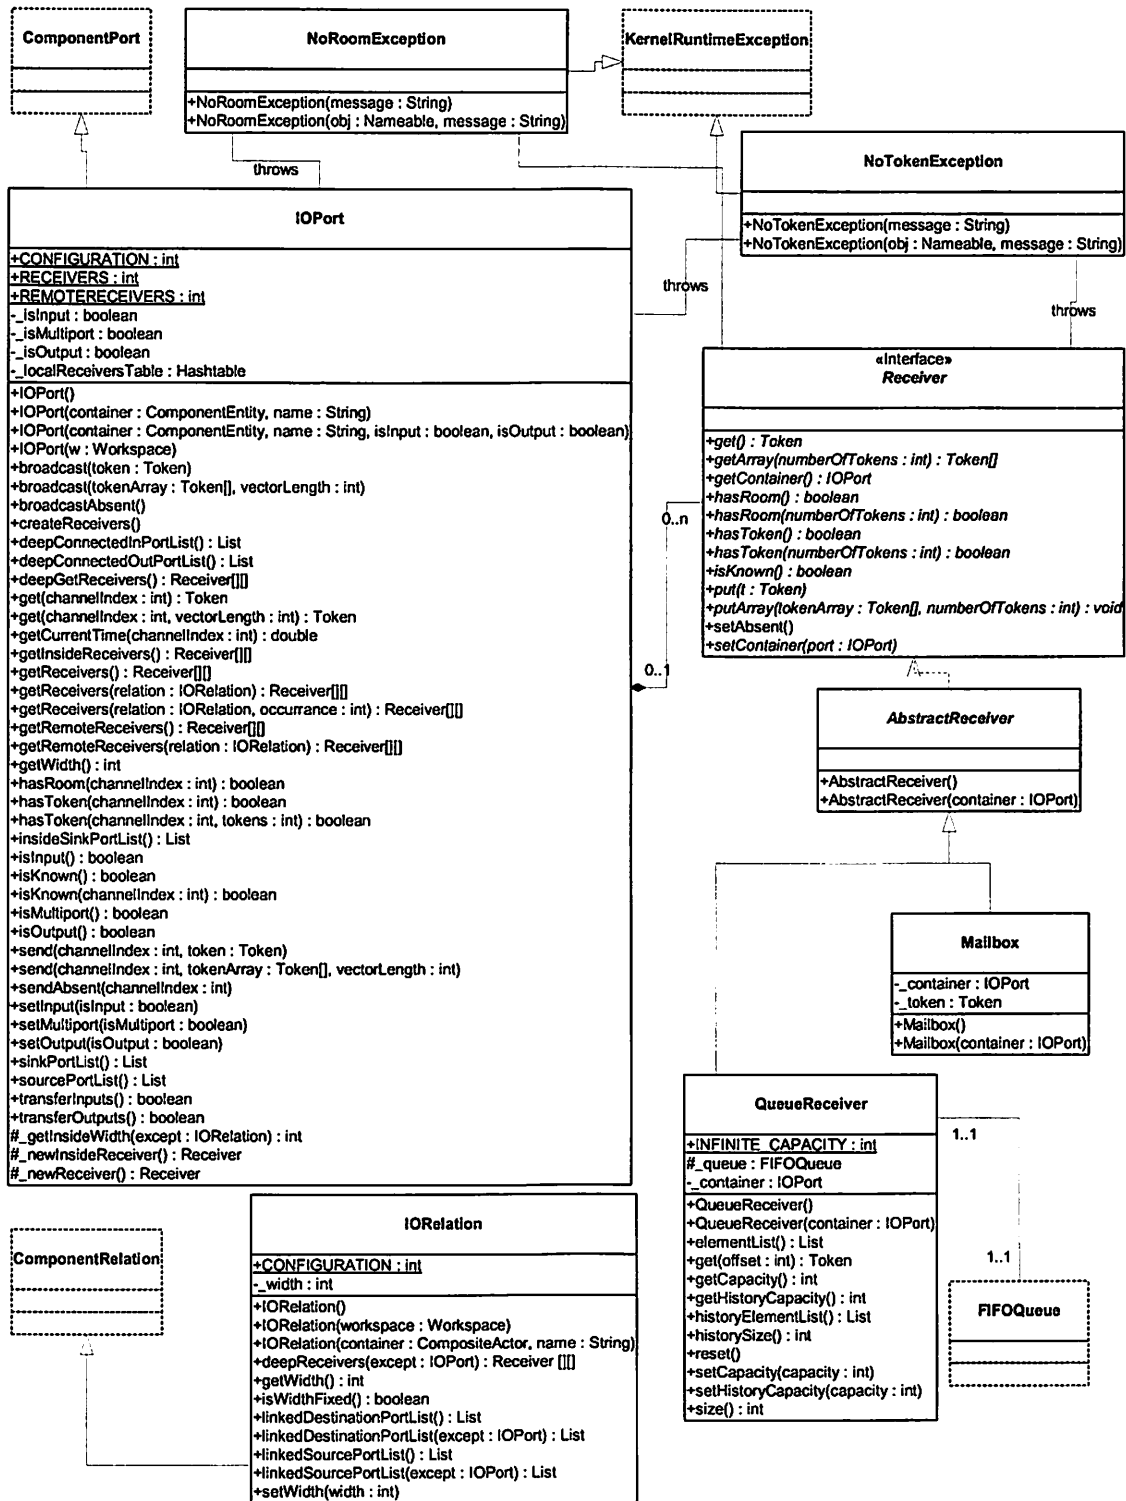 ComponentPort
NoRoomException
+NoRoomException(message : String)
+NoRoomException(obj : Nameable, message : String)
KernelRuntimeException
NoTokenException
+NoTokenException(message : String)
+NoTokenException(obj : Nameable, message : String)
throws
throws
throws
IOPort
+CONFIGURATION : int
+RECEIVERS : int
+REMOTERECEIVERS : int
-_isInput : boolean
-_isMultiport : boolean
-_isOutput : boolean
-_localReceiversTable : Hashtable
+IOPort()
+IOPort(container : ComponentEntity, name : String)
+IOPort(container : ComponentEntity, name : String, isInput : boolean, isOutput : boolean)
+IOPort(w : Workspace)
+broadcast(token : Token)
+broadcast(tokenArray : Token[], vectorLength : int)
+broadcastAbsent()
+createReceivers()
+deepConnectedInPortList() : List
+deepConnectedOutPortList() : List
+deepGetReceivers() : Receiver[][]
+get(channelIndex : int) : Token
+get(channelIndex : int, vectorLength : int) : Token
+getCurrentTime(channelIndex : int) : double
+getInsideReceivers() : Receiver[][]
+getReceivers() : Receiver[][]
+getReceivers(relation : IORelation) : Receiver[][]
+getReceivers(relation : IORelation, occurrance : int) : Receiver[][]
+getRemoteReceivers() : Receiver[][]
+getRemoteReceivers(relation : IORelation) : Receiver[][]
+getWidth() : int
+hasRoom(channelIndex : int) : boolean
+hasToken(channelIndex : int) : boolean
+hasToken(channelIndex : int, tokens : int) : boolean
+insideSinkPortList() : List
+isInput() : boolean
+isKnown() : boolean
+isKnown(channelIndex : int) : boolean
+isMultiport() : boolean
+isOutput() : boolean
+send(channelIndex : int, token : Token)
+send(channelIndex : int, tokenArray : Token[], vectorLength : int)
+sendAbsent(channelIndex : int)
+setInput(isInput : boolean)
+setMultiport(isMultiport : boolean)
+setOutput(isOutput : boolean)
+sinkPortList() : List
+sourcePortList() : List
+transferInputs() : boolean
+transferOutputs() : boolean
#_getInsideWidth(except : IORelation) : int
#_newInsideReceiver() : Receiver
#_newReceiver() : Receiver
«Interface»
Receiver
+get() : Token
+getArray(numberOfTokens : int) : Token[]
+getContainer() : IOPort
+hasRoom() : boolean
+hasRoom(numberOfTokens : int) : boolean
+hasToken() : boolean
+hasToken(numberOfTokens : int) : boolean
+isKnown() : boolean
+put(t : Token)
+putArray(tokenArray : Token[], numberOfTokens : int) : void
+setAbsent()
+setContainer(port : IOPort)
0..n
0..1
AbstractReceiver
+AbstractReceiver()
+AbstractReceiver(container : IOPort)
Mailbox
-_container : IOPort
-_token : Token
+Mailbox()
+Mailbox(container : IOPort)
QueueReceiver
+INFINITE_CAPACITY : int
#_queue : FIFOQueue
-_container : IOPort
+QueueReceiver()
+QueueReceiver(container : IOPort)
+elementList() : List
+get(offset : int) : Token
+getCapacity() : int
+getHistoryCapacity() : int
+historyElementList() : List
+historySize() : int
+reset()
+setCapacity(capacity : int)
+setHistoryCapacity(capacity : int)
+size() : int
1..1
1..1
FIFOQueue
ComponentRelation
IORelation
+CONFIGURATION : int
-_width : int
+IORelation()
+IORelation(workspace : Workspace)
+IORelation(container : CompositeActor, name : String)
+deepReceivers(except : IOPort) : Receiver [][]
+getWidth() : int
+isWidthFixed() : boolean
+linkedDestinationPortList() : List
+linkedDestinationPortList(except : IOPort) : List
+linkedSourcePortList() : List
+linkedSourcePortList(except : IOPort) : List
+setWidth(width : int)